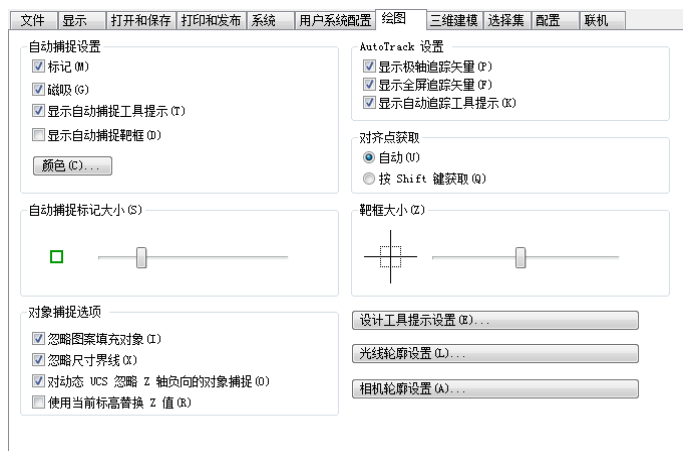 文件 显示 打开和保存 打印和发布 系统 用户系统配置 绘图 三维建模 选择集 配置 联机
自动捕捉设置
标记(M)
磁吸(G)
显示自动捕捉工具提示(T)
显示自动捕捉靶框(D)
颜色(C)...
AutoTrack 设置
显示极轴追踪矢量(P)
显示全屏追踪矢量(F)
显示自动追踪工具提示(K)
对齐点获取
自动(U)
按 Shift 键获取(Q)
自动捕捉标记大小(S)
靶框大小(Z)
对象捕捉选项
忽略图案填充对象(I)
忽略尺寸界线(X)
对动态 UCS 忽略 Z 轴负向的对象捕捉(O)
使用当前标高替换 Z 值(R)
设计工具提示设置(E)...
光线轮廓设置(L)...
相机轮廓设置(A)...